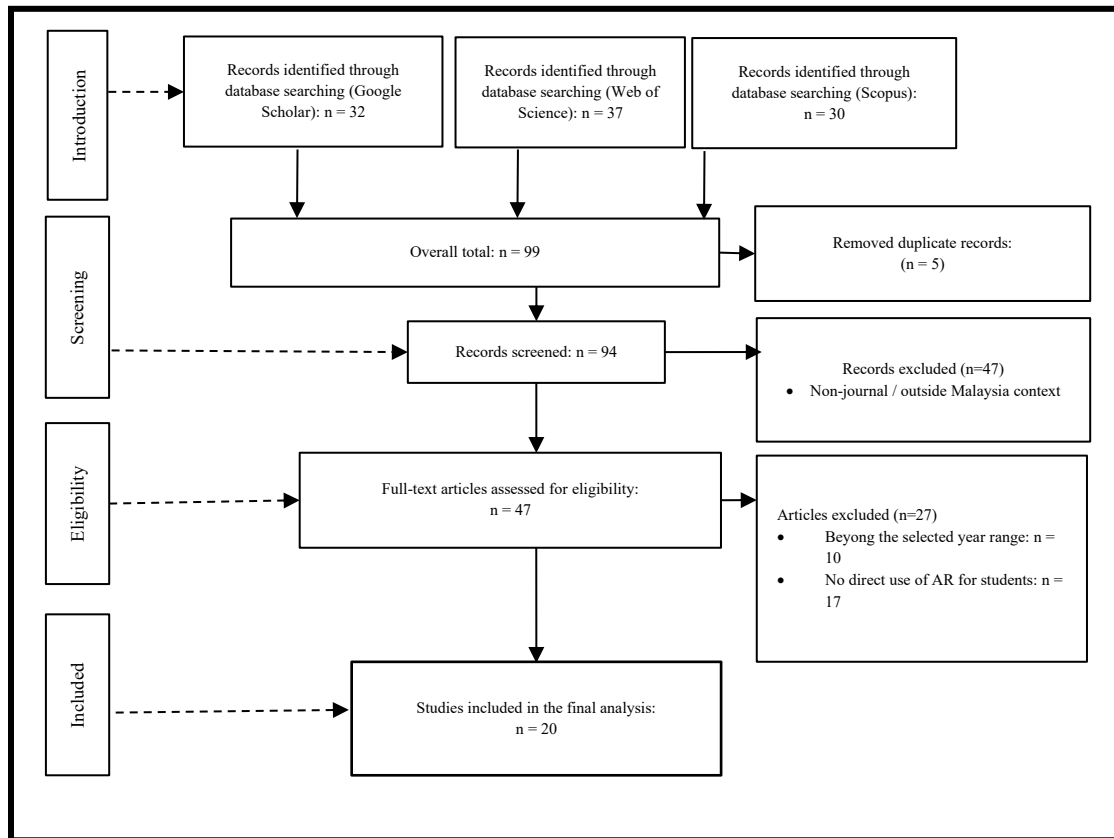 Introduction
Records identified through
database searching (Google
Scholar): n = 32
Records identified through
database searching (Web of
Science): n = 37
Records identified through
database searching (Scopus):
n = 30
Screening
Overall total: n = 99
Removed duplicate records:
(n = 5)
Records screened: n = 94
Records excluded (n=47)
• Non-journal / outside Malaysia context
Eligibility
Full-text articles assessed for eligibility:
n = 47
Articles excluded (n=27)
• Beyong the selected year range: n =
10
• No direct use of AR for students: n =
17
Included
Studies included in the final analysis:
n = 20